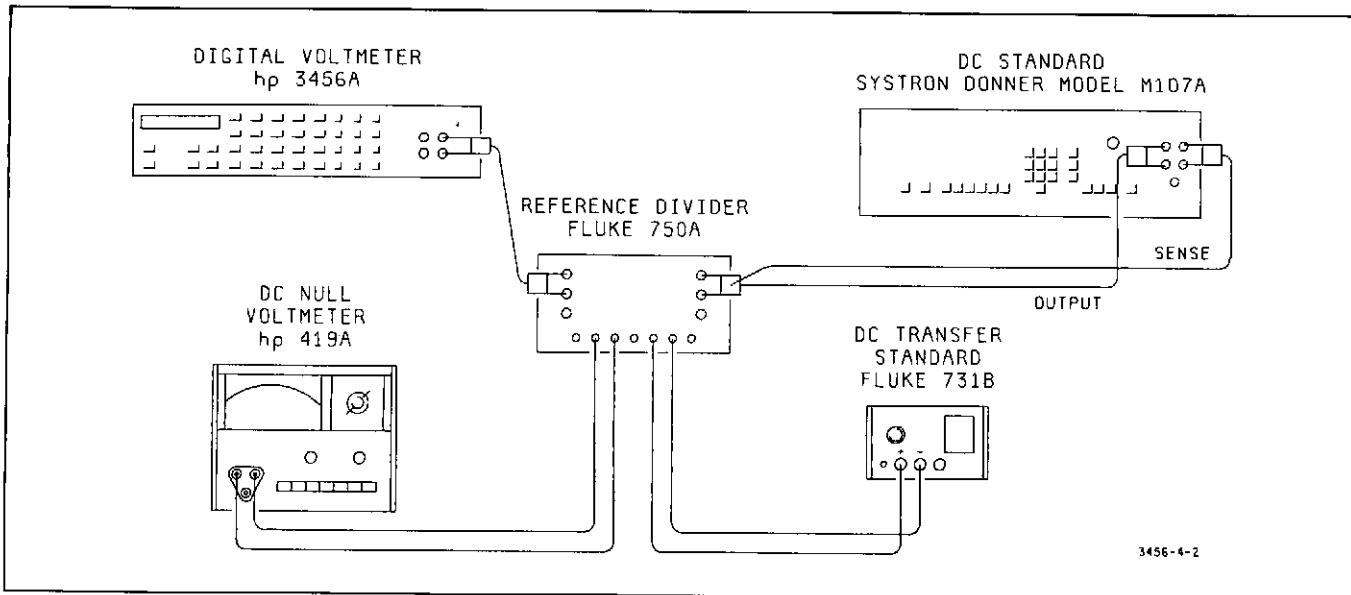 DIGITAL VOLTMETER
hp 3456A
DC STANDARD
SYSTRON DONNER MODEL M107A
REFERENCE DIVIDER
FLUKE 750A
SENSE
OUTPUT
DC NULL
VOLTMETER
hp 419A
DC TRANSFER
STANDARD
FLUKE 731B
+ -
3456-4-2